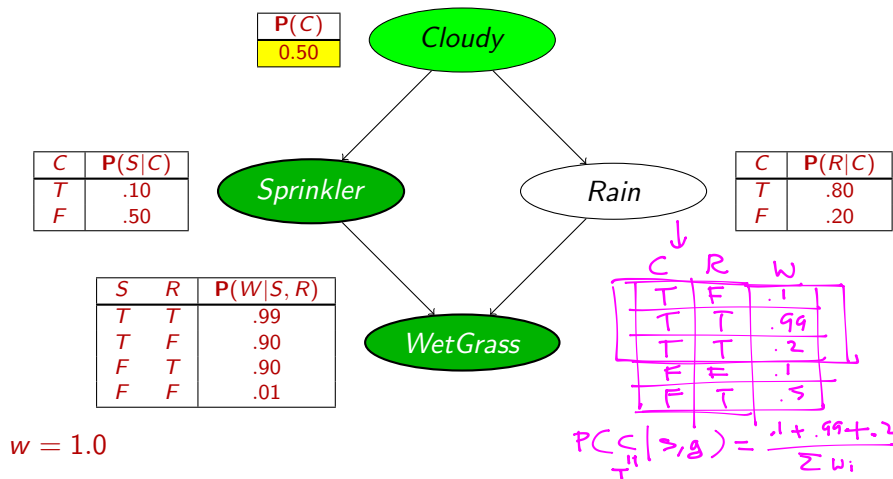 P(C)
0.50
Cloudy
C P(S|C)
T .10
F .50
Sprinkler
Rain
C P(R|C)
T .80
F .20
S R P(W|S, R)
T T .99
T F .90
F T .90
F F .01
WetGrass
C R W
T F .1
T T .99
T T .2
F F .1
F T .5
w = 1.0
P(C=T|s,g) = .1+.99+.2 / Σ wi